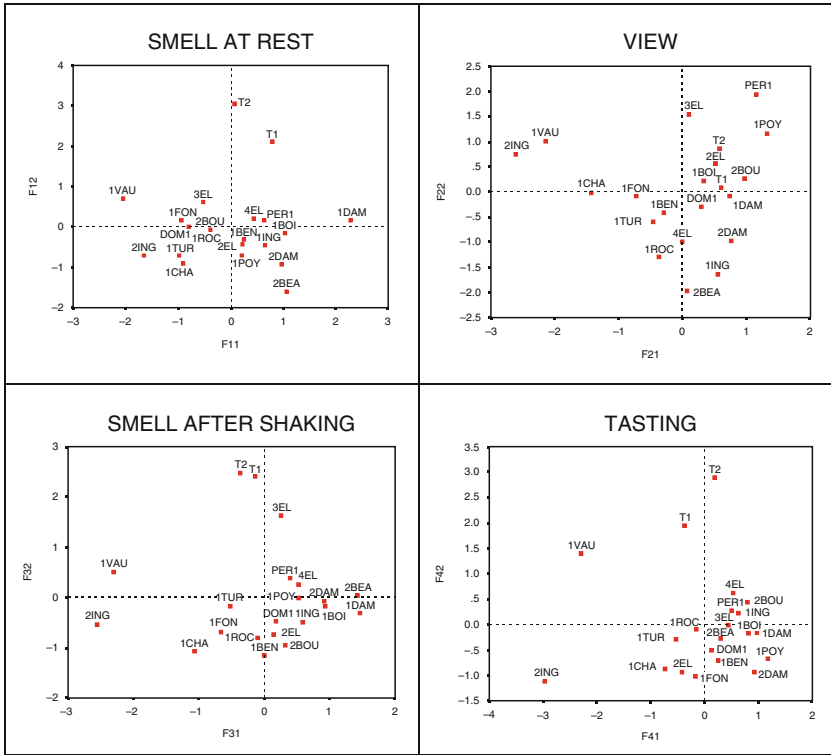 SMELL AT REST
4
3
2
1
0
−1
−2
F12
T2
T1
1VAU
3EL
1FON
4EL
PER1
1DAM
2BOU
1BOI
DOM1
1ROC
1BEN
2ING
1TUR
2EL
1ING
1CHA
1POY
2DAM
2BEA
−3 −2 −1 0 1 2 3
F11
VIEW
2.5
2.0
1.5
1.0
.5
0.0
−.5
−1.0
−1.5
−2.0
−2.5
F22
PER1
3EL
1POY
1VAU
2ING
T2
2EL
1BOI
2BOU
1CHA
1FON
T1
1BEN
DOM1
1DAM
1TUR
4EL
2DAM
1ROC
1ING
2BEA
−3 −2 −1 0 1 2
F21
SMELL AFTER SHAKING
3
2
1
0
−1
−2
−3
F32
T2
T1
3EL
1VAU
PER1
4EL
1TUR
1POY
2DAM
2BEA
2ING
1FON
DOM1
1ING
1BOI
1DAM
1CHA
1ROC
2EL
1BEN
2BOU
−3 −2 −1 0 1 2
F31
TASTING
3.5
3.0
2.5
2.0
1.5
1.0
.5
0.0
−.5
−1.0
−1.5
F42
T2
T1
1VAU
4EL
PER1
2BOU
1ROC
3EL
1ING
1TUR
2BEA
1BOI
1DAM
DOM1
1CHA
2EL
1BEN
1POY
2ING
1FON
2DAM
−4 −3 −2 −1 0 1 2
F41